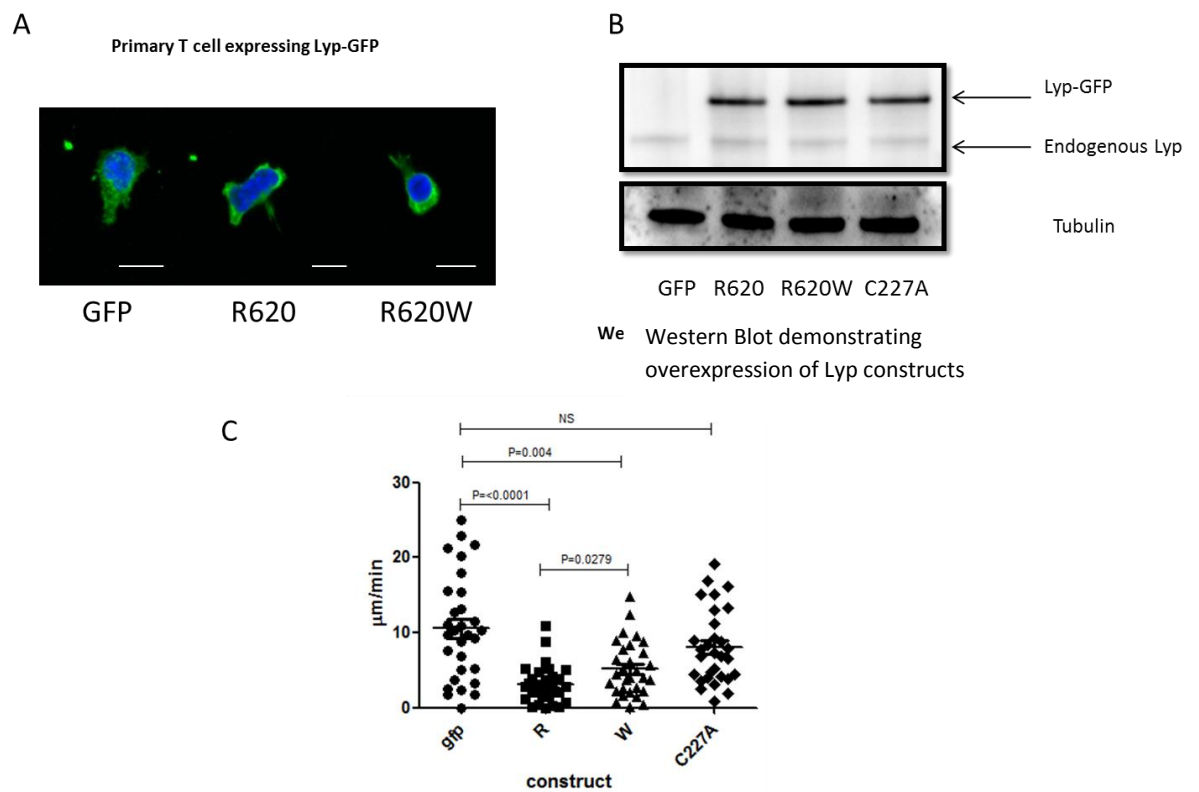 A
Primary T cell expressing Lyp-GFP
GFP
R620
R620W
B
Lyp-GFP
Endogenous Lyp
Tubulin
GFP R620 R620W C227A
We Western Blot demonstrating
overexpression of Lyp constructs
C
NS
P=0.004
P=<0.0001
P=0.0279
30
20
10
0
μm/min
gfp
R
W
C227A
construct